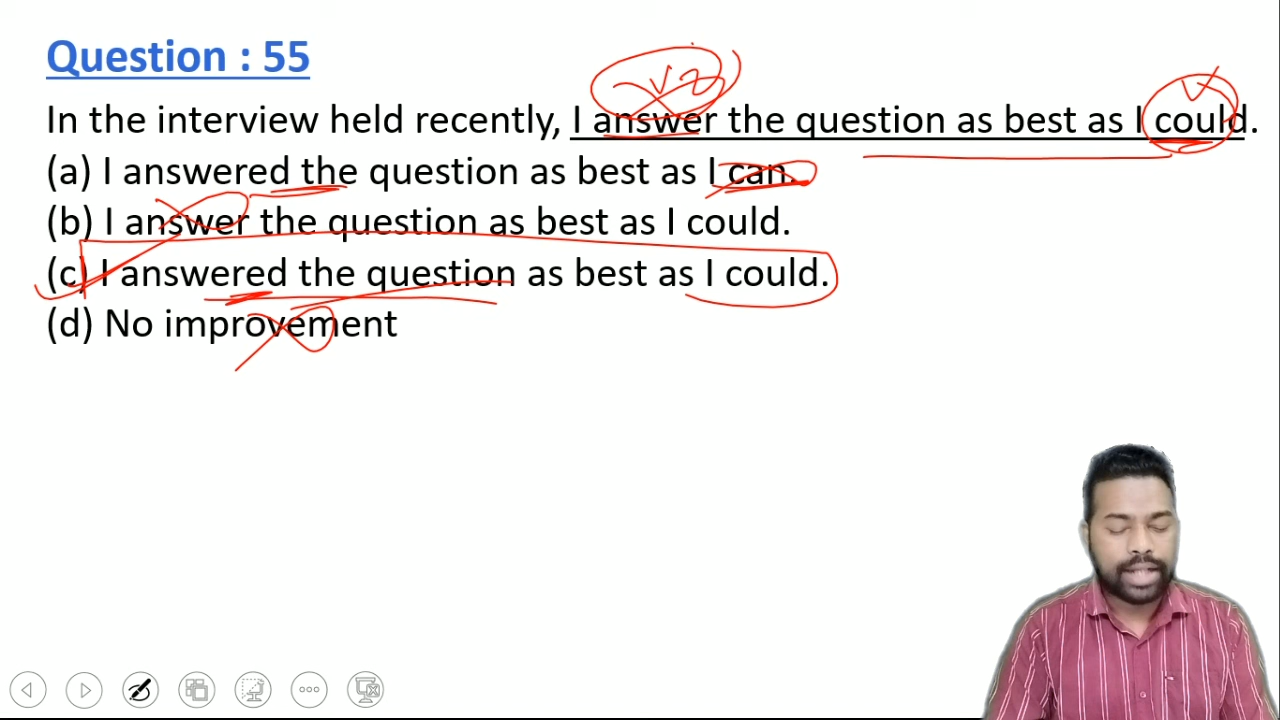 Question : 55
V2
In the interview held recently, I answer the question as best as I could.
(a) I answered the question as best as I can.
(b) I answer the question as best as I could.
(c) I answered the question as best as I could.
(d) No improvement